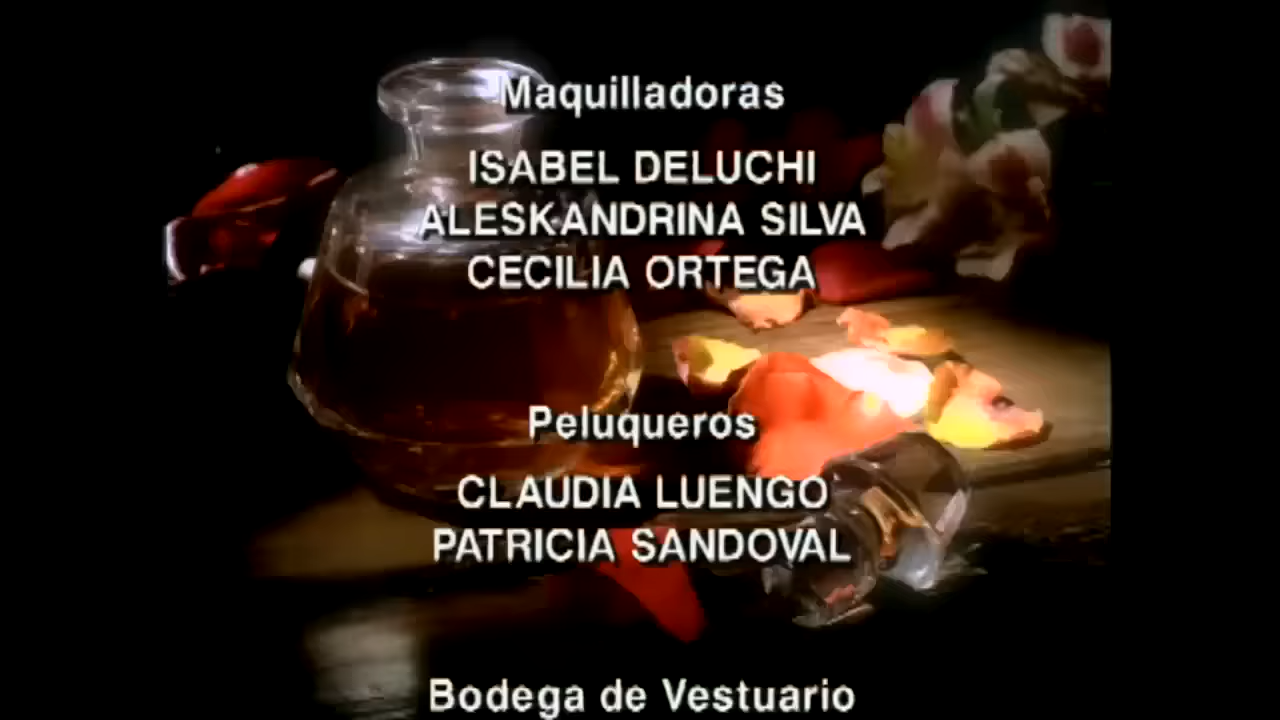 Maquilladoras
ISABEL DELUCHI
ALESKANDRINA SILVA
CECILIA ORTEGA
Peluqueros
CLAUDIA LUENGO
PATRICIA SANDOVAL
Bodega de Vestuario